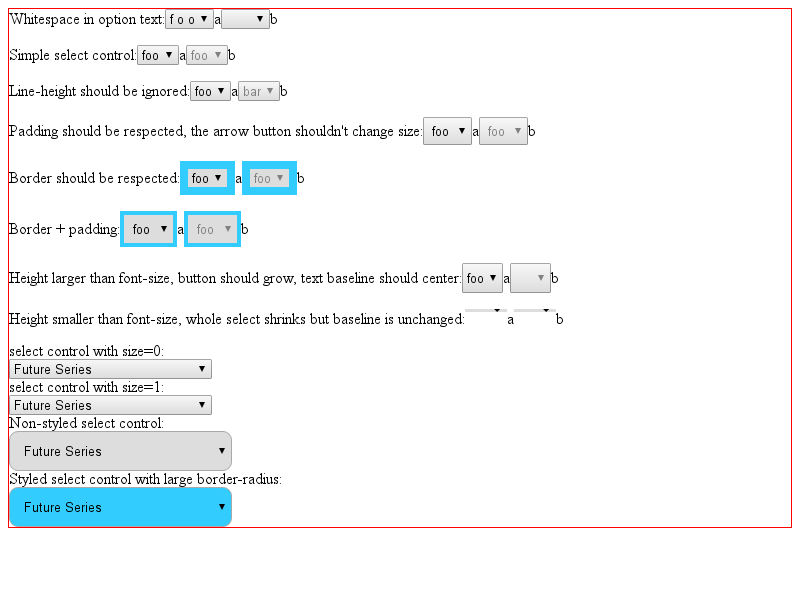 Whitespace in option text: f o o ▼ a ▼ b
Simple select control: foo ▼ a foo ▼ b
Line-height should be ignored: foo ▼ a bar ▼ b
Padding should be respected, the arrow button shouldn't change size: foo ▼ a foo ▼ b
Border should be respected: foo ▼ a foo ▼ b
Border + padding: foo ▼ a foo ▼ b
Height larger than font-size, button should grow, text baseline should center: foo ▼ a ▼ b
Height smaller than font-size, whole select shrinks but baseline is unchanged: a b
select control with size=0:
Future Series ▼
select control with size=1:
Future Series ▼
Non-styled select control:
Future Series ▼
Styled select control with large border-radius:
Future Series ▼